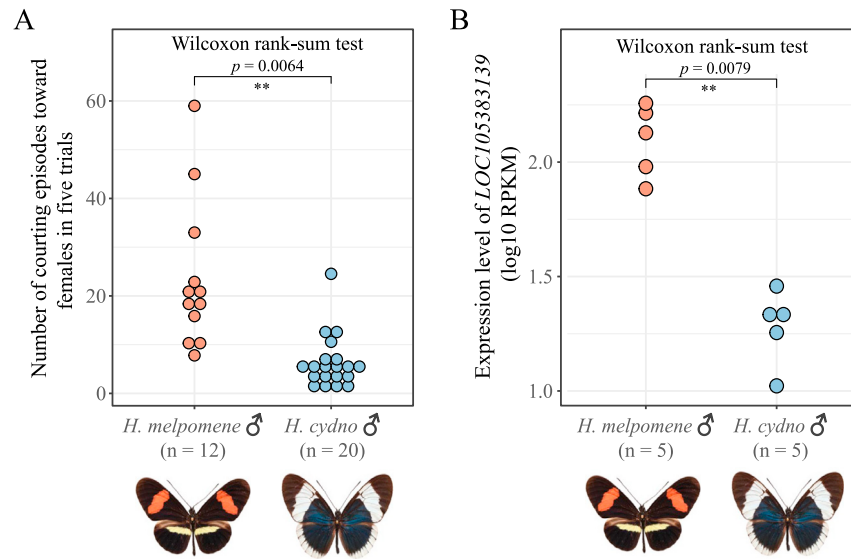 A
Wilcoxon rank-sum test
p = 0.0064
**
Number of courting episodes toward
females in five trials
60
40
20
0
H. melpomene ♂
(n = 12)
H. cydno ♂
(n = 20)
B
Wilcoxon rank-sum test
p = 0.0079
**
Expression level of LOC105383139
(log10 RPKM)
2.0
1.5
1.0
H. melpomene ♂
(n = 5)
H. cydno ♂
(n = 5)